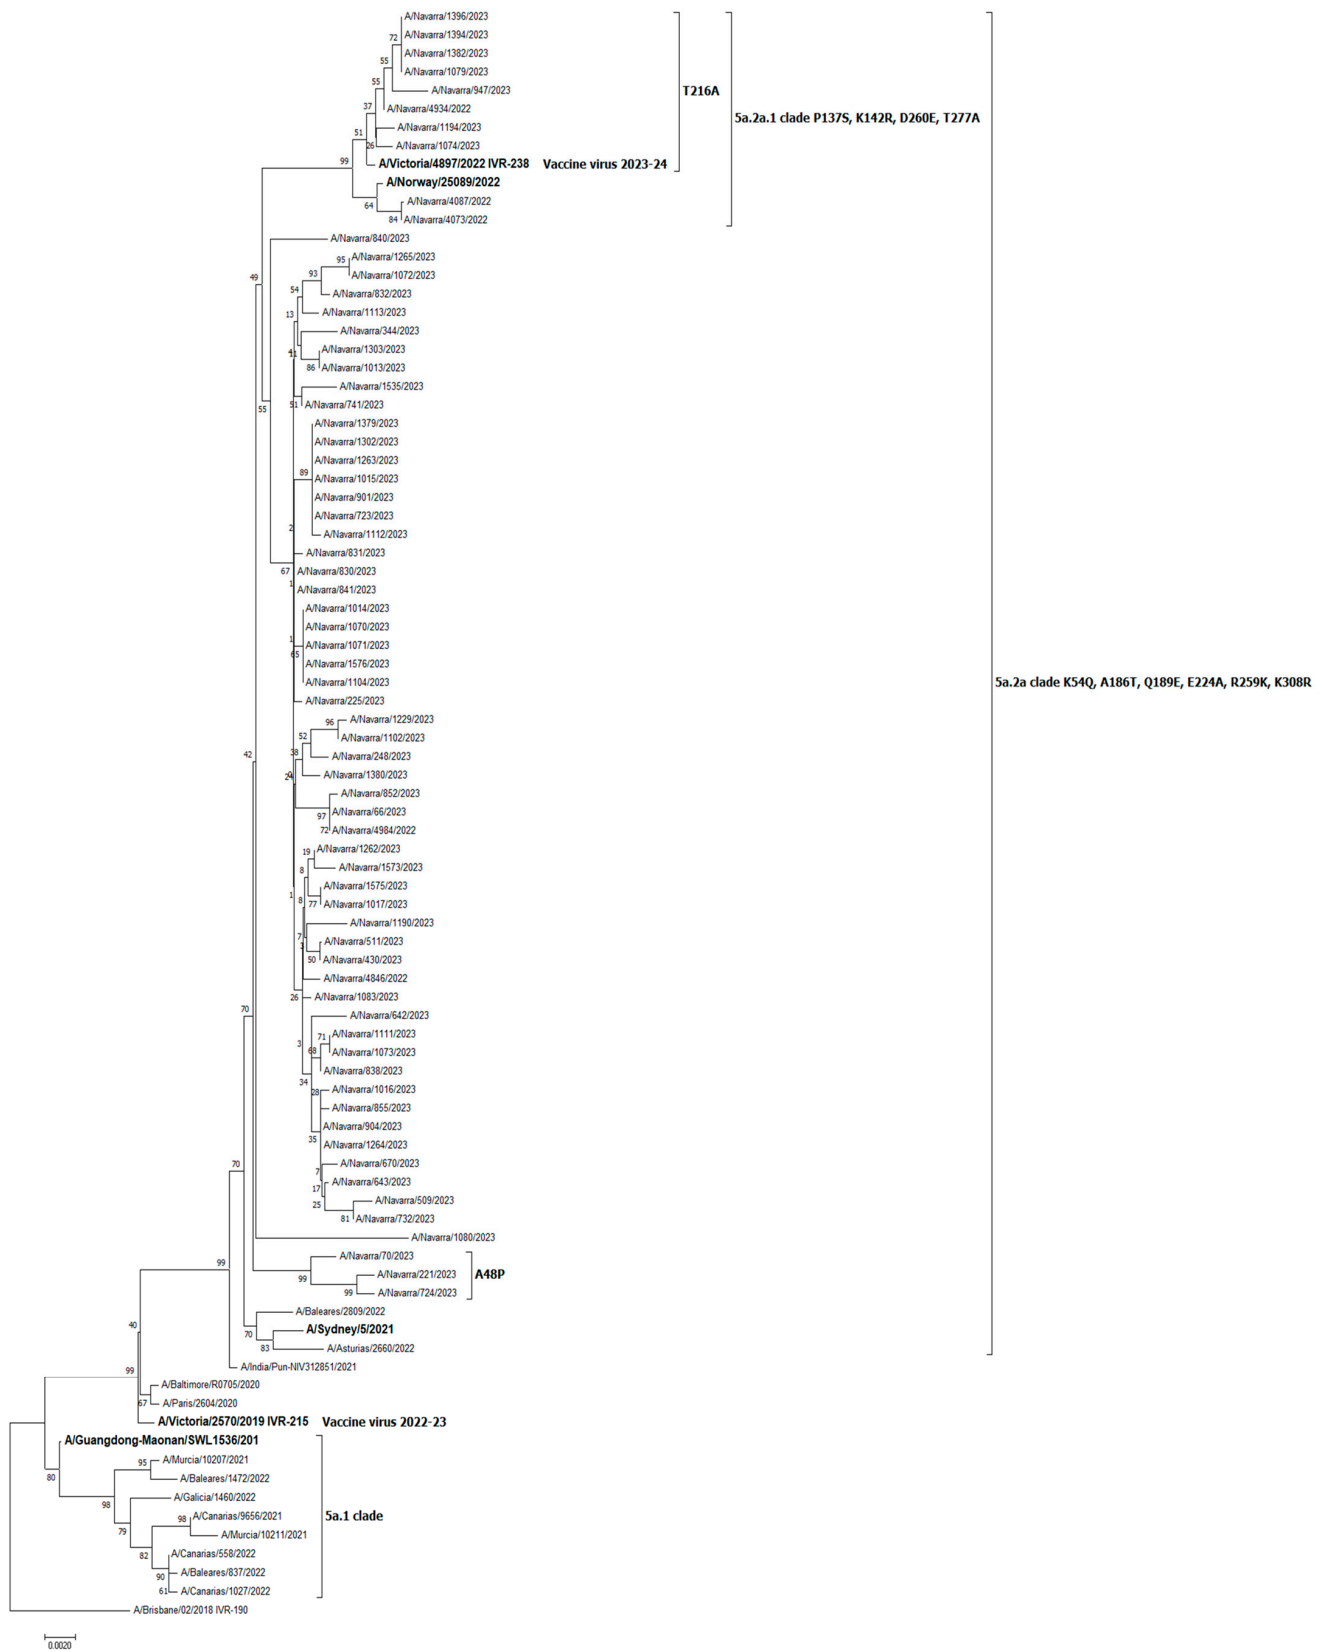 A/Navarra/1396/2023
A/Navarra/1394/2023
72
A/Navarra/1382/2023
55
A/Navarra/1079/2023
55
A/Navarra/947/2023
T216A
37
A/Navarra/4934/2022
5a.2a.1 clade P137S, K142R, D260E, T277A
A/Navarra/1194/2023
51
26
A/Navarra/1074/2023
99
A/Victoria/4897/2022 IVR-238 Vaccine virus 2023-24
A/Norway/25089/2022
A/Navarra/4087/2022
64
84
A/Navarra/4073/2022
A/Navarra/840/2023
A/Navarra/1265/2023
95
49
93
A/Navarra/1072/2023
54
A/Navarra/832/2023
13
A/Navarra/1113/2023
A/Navarra/344/2023
A/Navarra/1303/2023
4
11
86
A/Navarra/1013/2023
A/Navarra/1535/2023
51
A/Navarra/741/2023
55
A/Navarra/1379/2023
A/Navarra/1302/2023
A/Navarra/1263/2023
89
A/Navarra/1015/2023
A/Navarra/901/2023
A/Navarra/723/2023
2
A/Navarra/1112/2023
A/Navarra/831/2023
67
A/Navarra/830/2023
1
A/Navarra/841/2023
A/Navarra/1014/2023
A/Navarra/1070/2023
1
A/Navarra/1071/2023
65
A/Navarra/1576/2023
A/Navarra/1104/2023
5a.2a clade K54Q, A186T, Q189E, E224A, R259K, K308R
A/Navarra/225/2023
96
A/Navarra/1229/2023
52
A/Navarra/1102/2023
42
38
A/Navarra/248/2023
0
24
A/Navarra/1380/2023
A/Navarra/852/2023
97
A/Navarra/66/2023
72
A/Navarra/4984/2022
19
A/Navarra/1262/2023
8
A/Navarra/1573/2023
A/Navarra/1575/2023
1
8
77
A/Navarra/1017/2023
A/Navarra/1190/2023
7
A/Navarra/511/2023
3
50
A/Navarra/430/2023
A/Navarra/4846/2022
26
A/Navarra/1083/2023
70
A/Navarra/642/2023
71
A/Navarra/1111/2023
3
68
A/Navarra/1073/2023
A/Navarra/838/2023
34
28
A/Navarra/1016/2023
A/Navarra/855/2023
A/Navarra/904/2023
35
A/Navarra/1264/2023
70
A/Navarra/670/2023
7
A/Navarra/643/2023
17
A/Navarra/509/2023
25
81
A/Navarra/732/2023
A/Navarra/1080/2023
A/Navarra/70/2023
99
A/Navarra/221/2023
A48P
99
99
A/Navarra/724/2023
A/Baleares/2809/2022
40
70
A/Sydney/5/2021
83
A/Asturias/2660/2022
99
A/India/Pun-NIV312851/2021
A/Baltimore/R0705/2020
67
A/Paris/2604/2020
A/Victoria/2570/2019 IVR-215 Vaccine virus 2022-23
A/Guangdong-Maonan/SWL1536/201
95
A/Murcia/10207/2021
80
A/Baleares/1472/2022
98
A/Galicia/1460/2022
98
A/Canarias/9656/2021
5a.1 clade
79
A/Murcia/10211/2021
82
A/Canarias/558/2022
90
A/Baleares/837/2022
61
A/Canarias/1027/2022
A/Brisbane/02/2018 IVR-190
0.0020